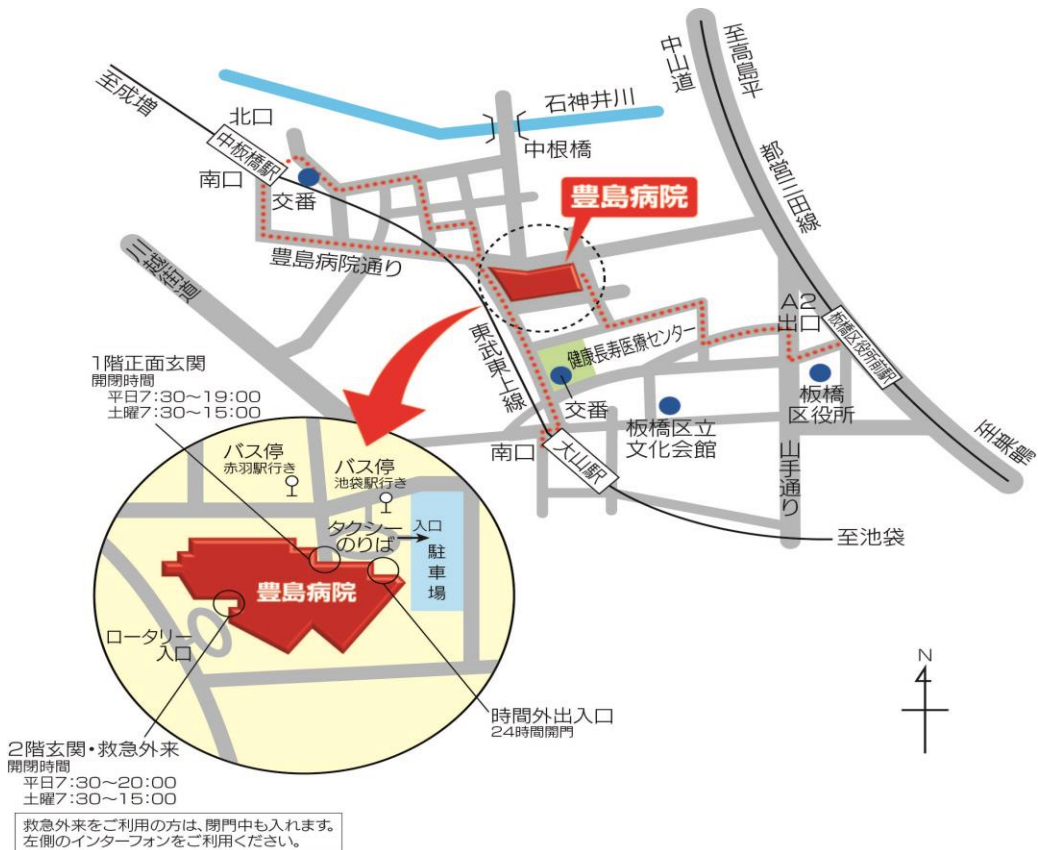 至成増
北口
中板橋駅
南口
交番
石神井川
中根橋
中山道
至高島平
都営三田線
豊島病院
豊島病院通り
川越街道
東武東上線
健康長寿医療センター
A2
出口
板橋区役所前駅
板橋
区役所
交番
板橋区立
文化会館
南口
大山駅
山手通り
至巣鴨
至池袋
1階正面玄関
開閉時間
平日7:30～19:00
土曜7:30～15:00
バス停
赤羽駅行き
バス停
池袋駅行き
タクシー
のりば
入口
駐車場
豊島病院
ロータリー
入口
時間外出入口
24時間開門
2階玄関・救急外来
開閉時間
平日7:30～20:00
土曜7:30～15:00
救急外来をご利用の方は、閉門中も入れます。
左側のインターフォンをご利用ください。
N